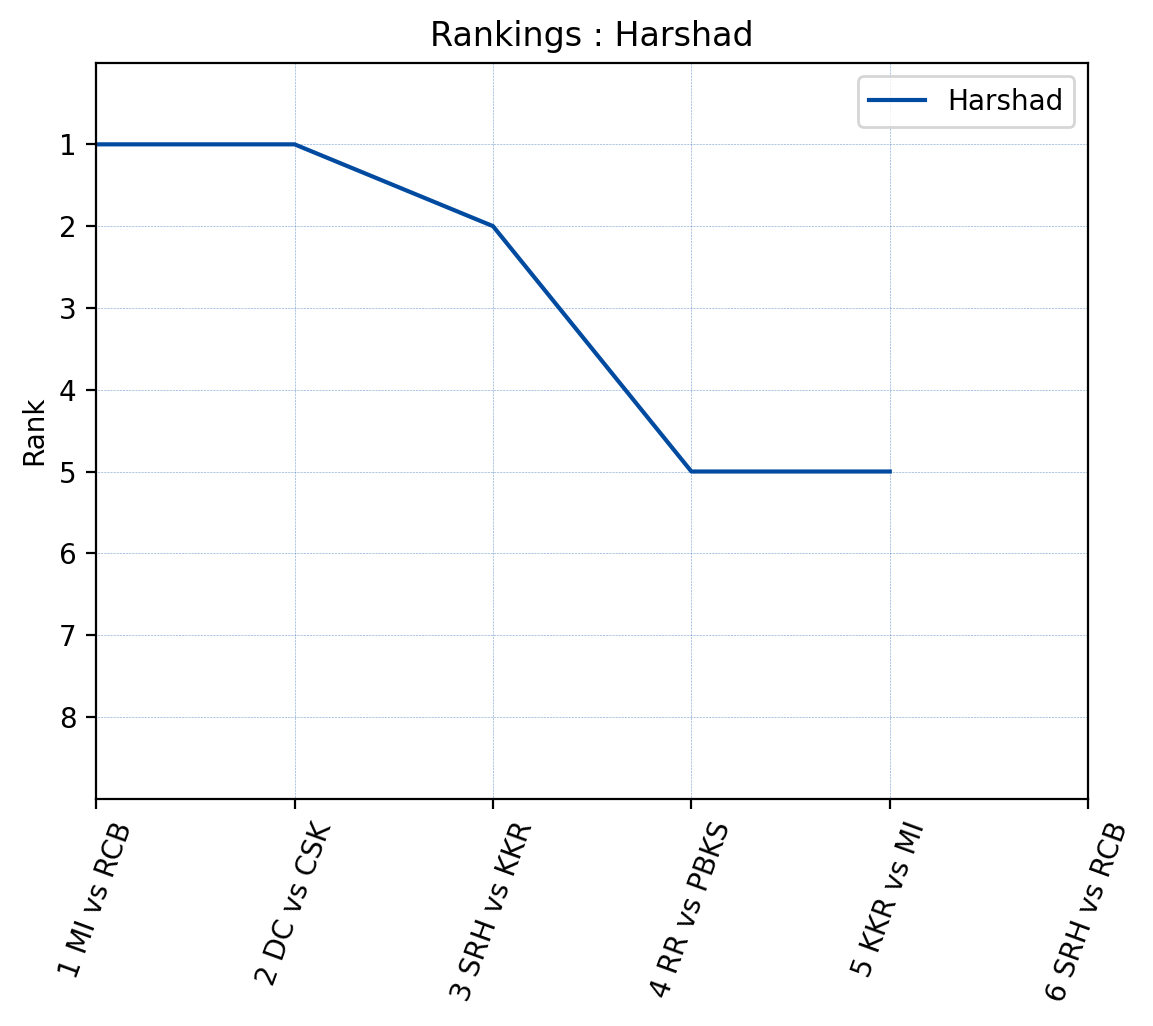 Rankings : Harshad
Harshad
Rank
1
2
3
4
5
6
7
8
1 MI vs RCB
2 DC vs CSK
3 SRH vs KKR
4 RR vs PBKS
5 KKR vs MI
6 SRH vs RCB